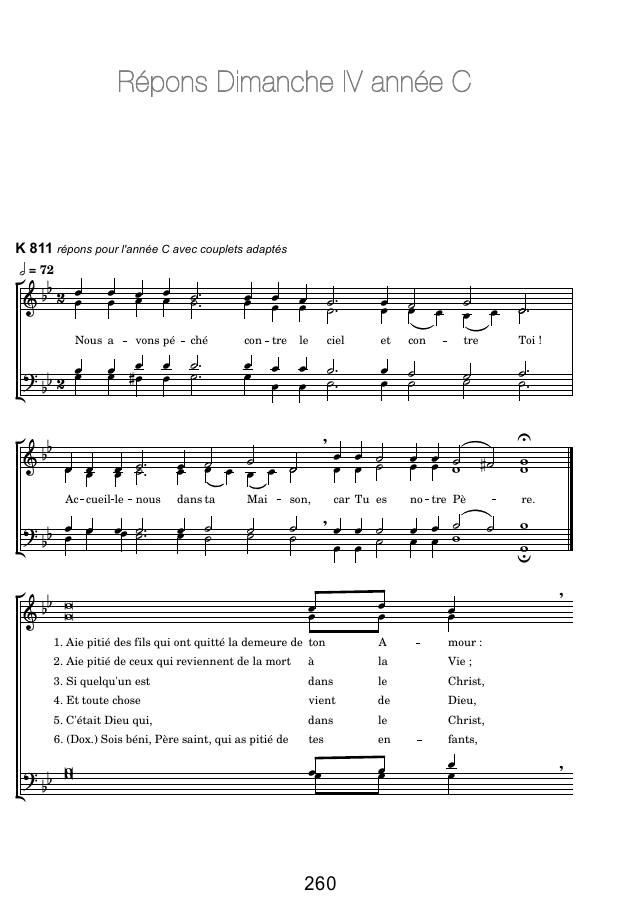 Répons Dimanche IV année C
K 811 répons pour l'année C avec couplets adaptés
= 72
Nous a - vons pé - ché con - tre le ciel et con - tre Toi !
Ac - cueil - le - nous dans ta Mai - son, car Tu es no - tre Pè - re.
1. Aie pitié des fils qui ont quitté la demeure de ton A - mour :
2. Aie pitié de ceux qui reviennent de la mort à la Vie ;
3. Si quelqu'un est dans le Christ,
4. Et toute chose vient de Dieu,
5. C'était Dieu qui, dans le Christ,
6. (Dox.) Sois béni, Père saint, qui as pitié de tes en - fants,
260